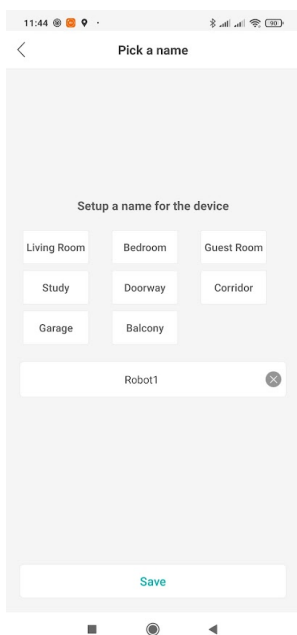 11:44
90
Pick a name
Setup a name for the device
Living Room Bedroom Guest Room
Study Doorway Corridor
Garage Balcony
Robot1
Save